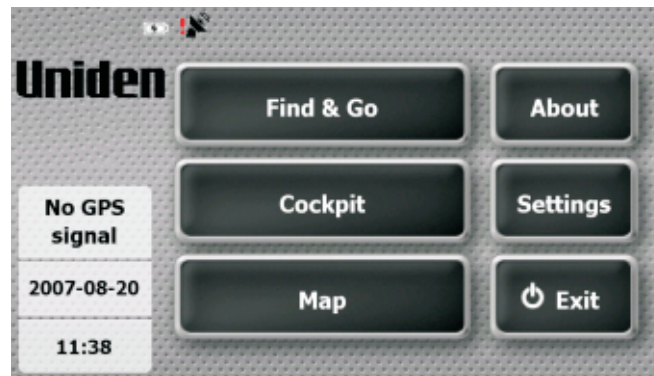 Uniden
Find & Go
About
Cockpit
Settings
No GPS
signal
2007-08-20
Map
Exit
11:38